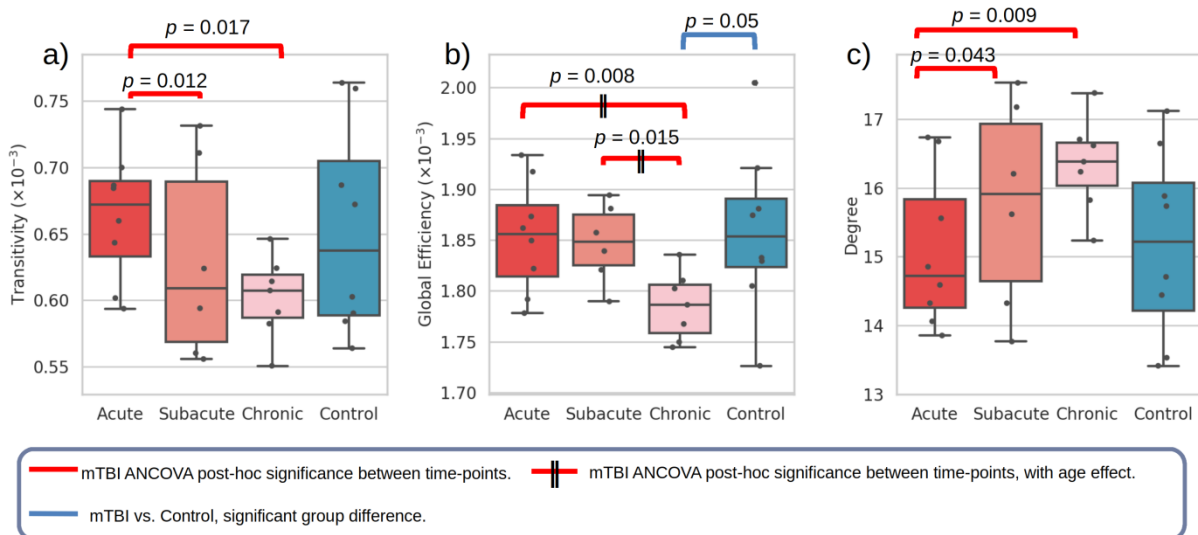 a)
p = 0.017
p = 0.012
Transitivity (×10⁻³)
0.75
0.70
0.65
0.60
0.55
Acute Subacute Chronic Control
b)
p = 0.05
p = 0.008
p = 0.015
Global Efficiency (×10⁻³)
2.00
1.95
1.90
1.85
1.80
1.75
1.70
Acute Subacute Chronic Control
c)
p = 0.009
p = 0.043
Degree
17
16
15
14
13
Acute Subacute Chronic Control
mTBI ANCOVA post-hoc significance between time-points.
mTBI ANCOVA post-hoc significance between time-points, with age effect.
mTBI vs. Control, significant group difference.